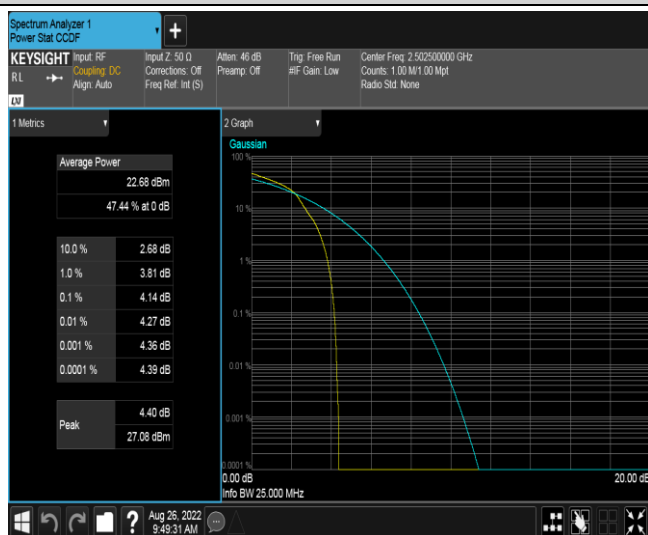 Spectrum Analyzer 1
Power Stat CCDF
KEYSIGHT
R L
LXI
Input: RF
Coupling: DC
Align: Auto
Input Z: 50 Ω
Corrections: Off
Freq Ref: Int (S)
Atten: 46 dB
Preamp: Off
Trig: Free Run
#IF Gain: Low
Center Freq: 2.502500000 GHz
Counts: 1.00 M/1.00 Mpt
Radio Std: None
1 Metrics
Average Power
22.68 dBm
47.44 % at 0 dB
10.0 % 2.68 dB
1.0 % 3.81 dB
0.1 % 4.14 dB
0.01 % 4.27 dB
0.001 % 4.36 dB
0.0001 % 4.39 dB
Peak
4.40 dB
27.08 dBm
2 Graph
Gaussian
100 %
10 %
1 %
0.1 %
0.01 %
0.001 %
0.0001 %
0.00 dB 20.00 dB
Info BW 25.000 MHz
?
Aug 26, 2022
9:49:31 AM